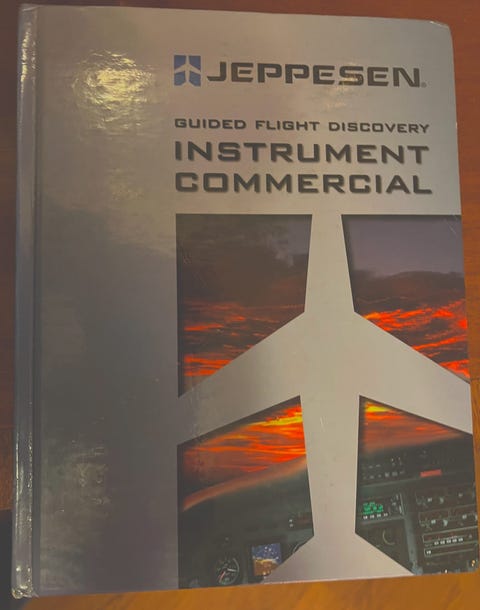 JEPPESEN®
GUIDED FLIGHT DISCOVERY
INSTRUMENT
COMMERCIAL